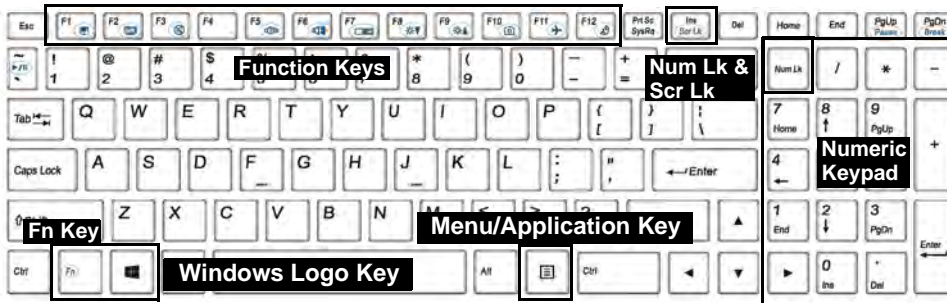 Esc F1 F2 F3 F4 F5 F6 F7 F8 F9 F10 F11 F12 Prt Sc SysRq Ins Scr Lk Del Home End PgUp Pause PgDn Break
~ ` ! 1 @ 2 # 3 $ 4 * 8 ( 9 ) 0 — - + = Num Lk / * -
Function Keys
Num Lk & Scr Lk
Tab Q W E R T Y U I O P { [ } ] ¦ \ 7 Home 8 ↑ 9 PgUp +
Caps Lock A S D F G H J K L : ; " ' ↵Enter 4 ←
Numeric Keypad
Z X C V B N M ▲ 1 End 2 ↓ 3 PgDn Enter
Fn Key
Menu/Application Key
Ctrl Fn Alt Ctrl ◄ ▼ ► 0 Ins . Del
Windows Logo Key